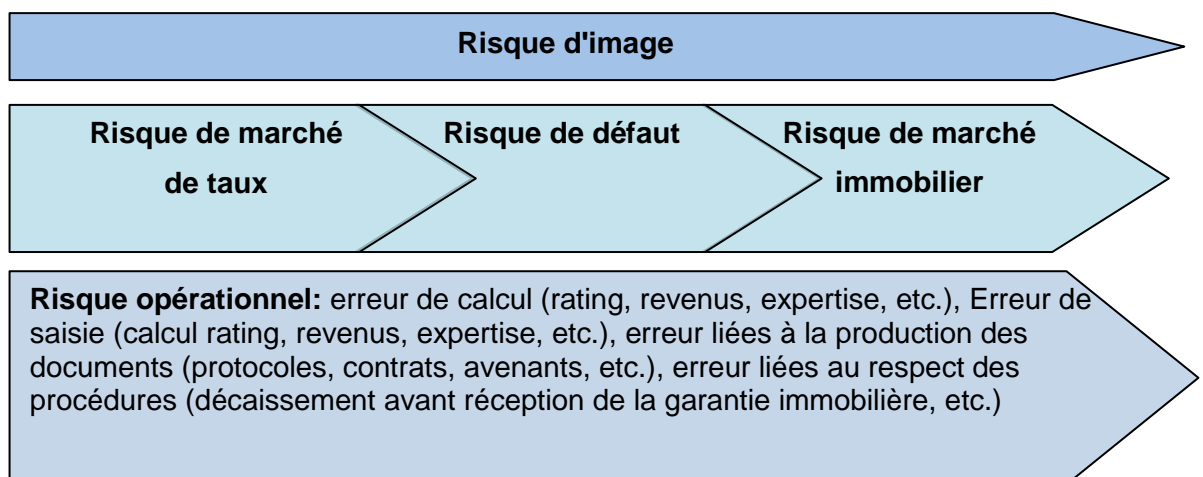 Risque d'image
Risque de marché
de taux
Risque de défaut
Risque de marché
immobilier
Risque opérationnel: erreur de calcul (rating, revenus, expertise, etc.), Erreur de
saisie (calcul rating, revenus, expertise, etc.), erreur liées à la production des
documents (protocoles, contrats, avenants, etc.), erreur liées au respect des
procédures (décaissement avant réception de la garantie immobilière, etc.)